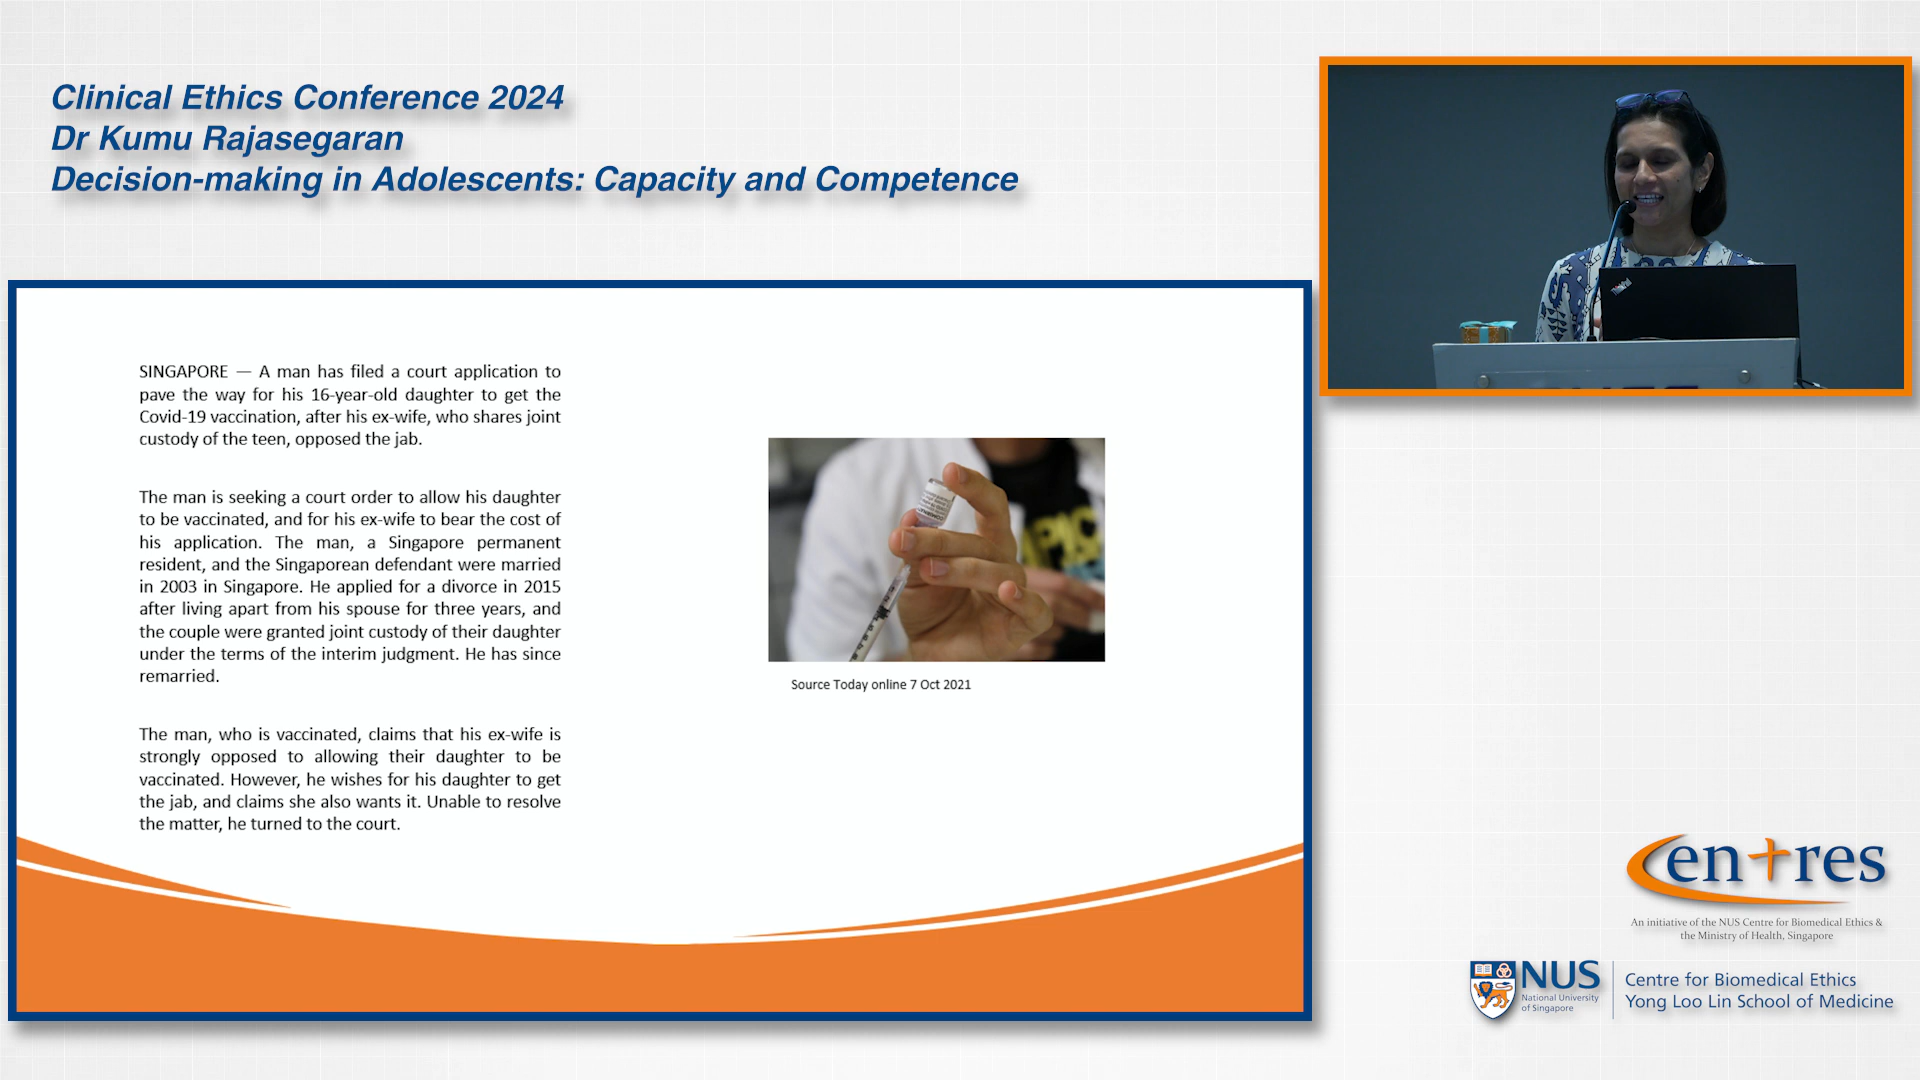 Clinical Ethics Conference 2024
Dr Kumu Rajasegaran
Decision-making in Adolescents: Capacity and Competence
SINGAPORE — A man has filed a court application to
pave the way for his 16-year-old daughter to get the
Covid-19 vaccination, after his ex-wife, who shares joint
custody of the teen, opposed the jab.
The man is seeking a court order to allow his daughter
to be vaccinated, and for his ex-wife to bear the cost of
his application. The man, a Singapore permanent
resident, and the Singaporean defendant were married
in 2003 in Singapore. He applied for a divorce in 2015
after living apart from his spouse for three years, and
the couple were granted joint custody of their daughter
under the terms of the interim judgment. He has since
remarried.
The man, who is vaccinated, claims that his ex-wife is
strongly opposed to allowing their daughter to be
vaccinated. However, he wishes for his daughter to get
the jab, and claims she also wants it. Unable to resolve
the matter, he turned to the court.
Source Today online 7 Oct 2021
Centres
An initiative of the NUS Centre for Biomedical Ethics &
the Ministry of Health, Singapore
NUS
National University
of Singapore
Centre for Biomedical Ethics
Yong Loo Lin School of Medicine